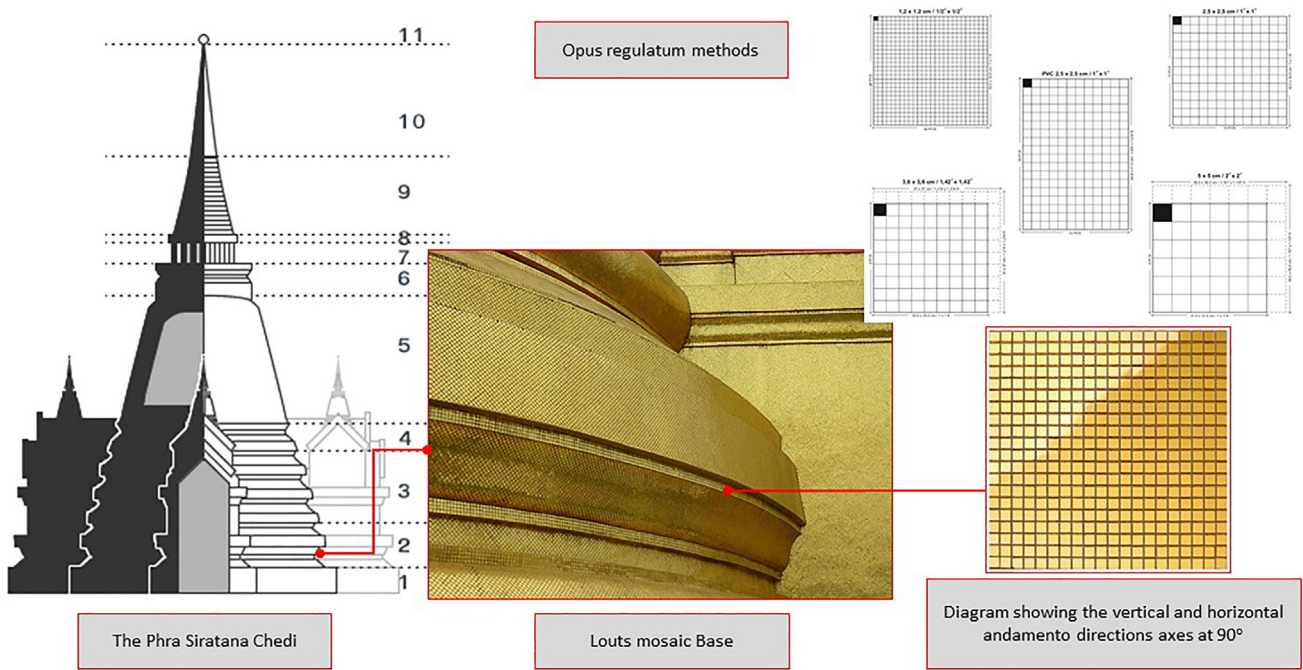 11
10
9
8
7
6
5
4
3
2
1
Opus regulatum methods
1,2 x 1,2 cm / 1/2" x 1/2"
2,5 x 2,5 cm / 1" x 1"
PVC 2,5 x 2,5 cm / 1" x 1"
3,6 x 3,6 cm / 1,42" x 1,42"
5 x 5 cm / 2" x 2"
The Phra Siratana Chedi
Louts mosaic Base
Diagram showing the vertical and horizontal
andamento directions axes at 90°